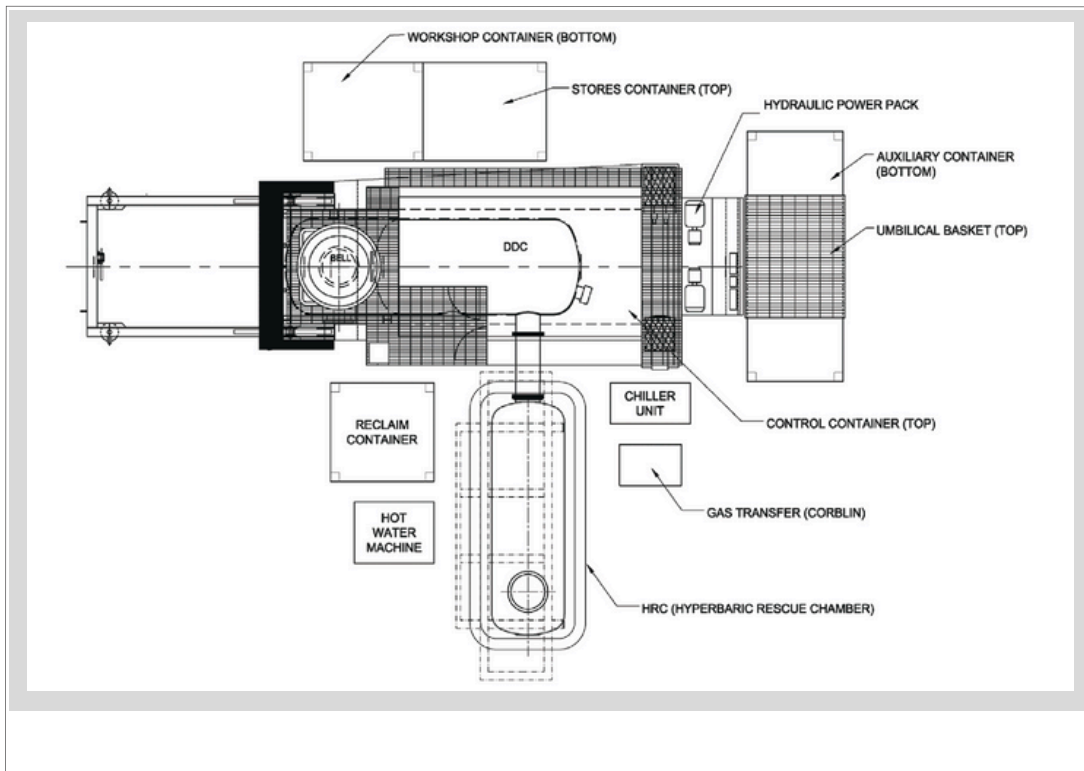 WORKSHOP CONTAINER (BOTTOM)
STORES CONTAINER (TOP)
HYDRAULIC POWER PACK
AUXILIARY CONTAINER
(BOTTOM)
UMBILICAL BASKET (TOP)
DDC
BELL
CHILLER
UNIT
CONTROL CONTAINER (TOP)
RECLAIM
CONTAINER
GAS TRANSFER (CORBLIN)
HOT
WATER
MACHINE
HRC (HYPERBARIC RESCUE CHAMBER)